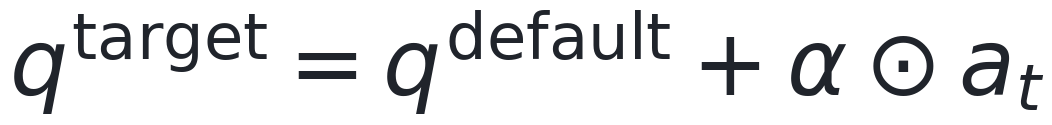 q^target = q^default + α ⊙ a_t